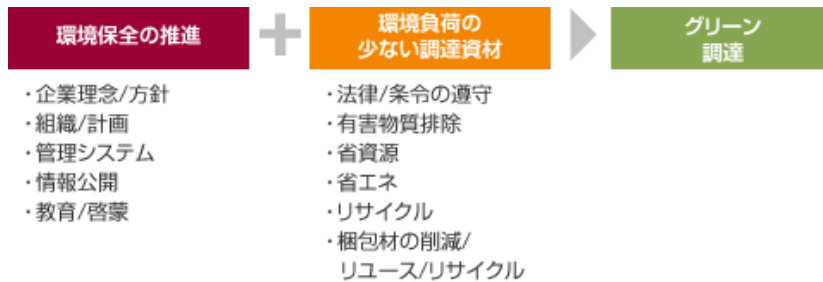 環境保全の推進
環境負荷の
少ない調達資材
グリーン
調達
・企業理念/方針
・組織/計画
・管理システム
・情報公開
・教育/啓蒙
・法律/条令の遵守
・有害物質排除
・省資源
・省エネ
・リサイクル
・梱包材の削減/
リユース/リサイクル